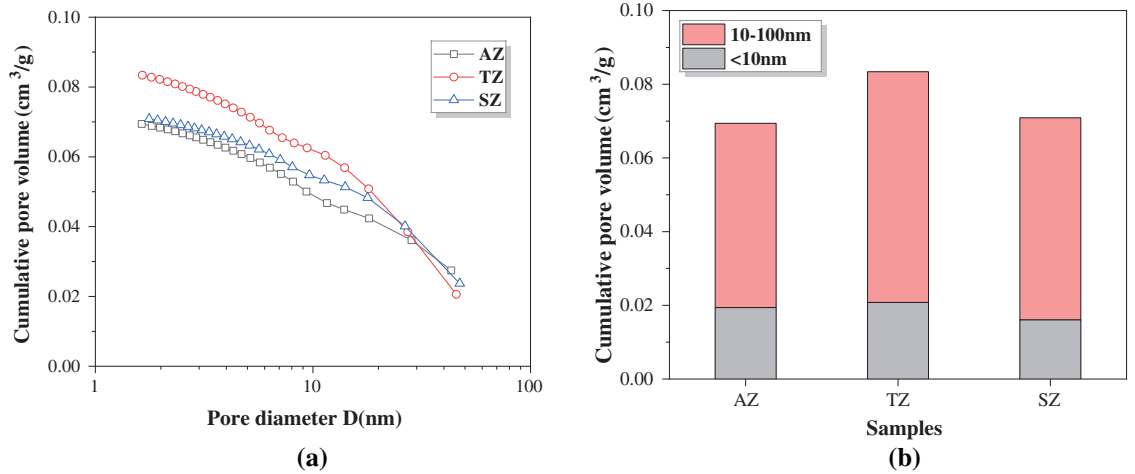 0.10
0.08
0.06
0.04
0.02
0.00
Cumulative pore volume (cm³/g)
AZ
TZ
SZ
1
10
100
Pore diameter D(nm)
(a)
0.10
0.08
0.06
0.04
0.02
0.00
Cumulative pore volume (cm³/g)
10-100nm
<10nm
AZ
TZ
SZ
Samples
(b)